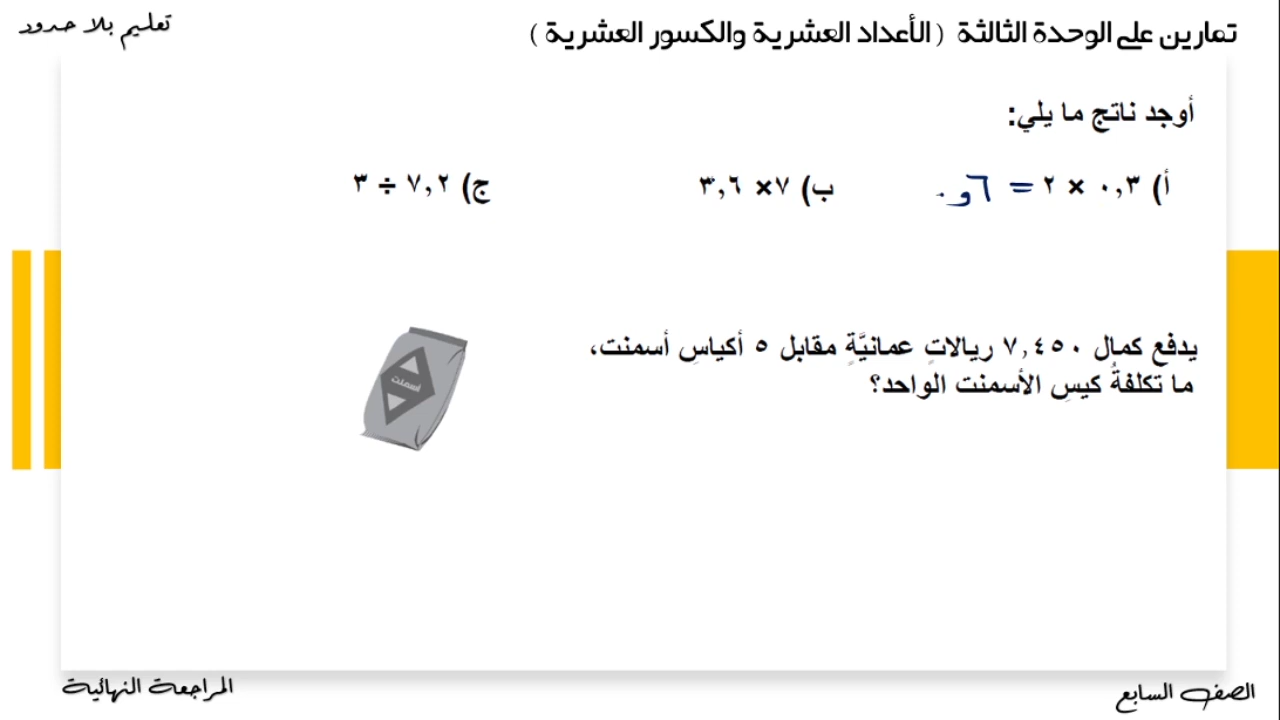 تعليم بلا حدود
تمارين على الوحدة الثالثة ( الأعداد العشرية والكسور العشرية )
أوجد ناتج ما يلي:
أ) ٠,٣ × ٢ = ٠و٦
ب) ٧× ٣,٦
ج) ٧,٢ ÷ ٣
يدفع كمال ٧,٤٥٠ ريالاتٍ عمانيَّةٍ مقابل ٥ أكياسِ أسمنت،
ما تكلفةُ كيسِ الأسمنت الواحد؟
أسمنت
المراجعة النهائية
الصف السابع